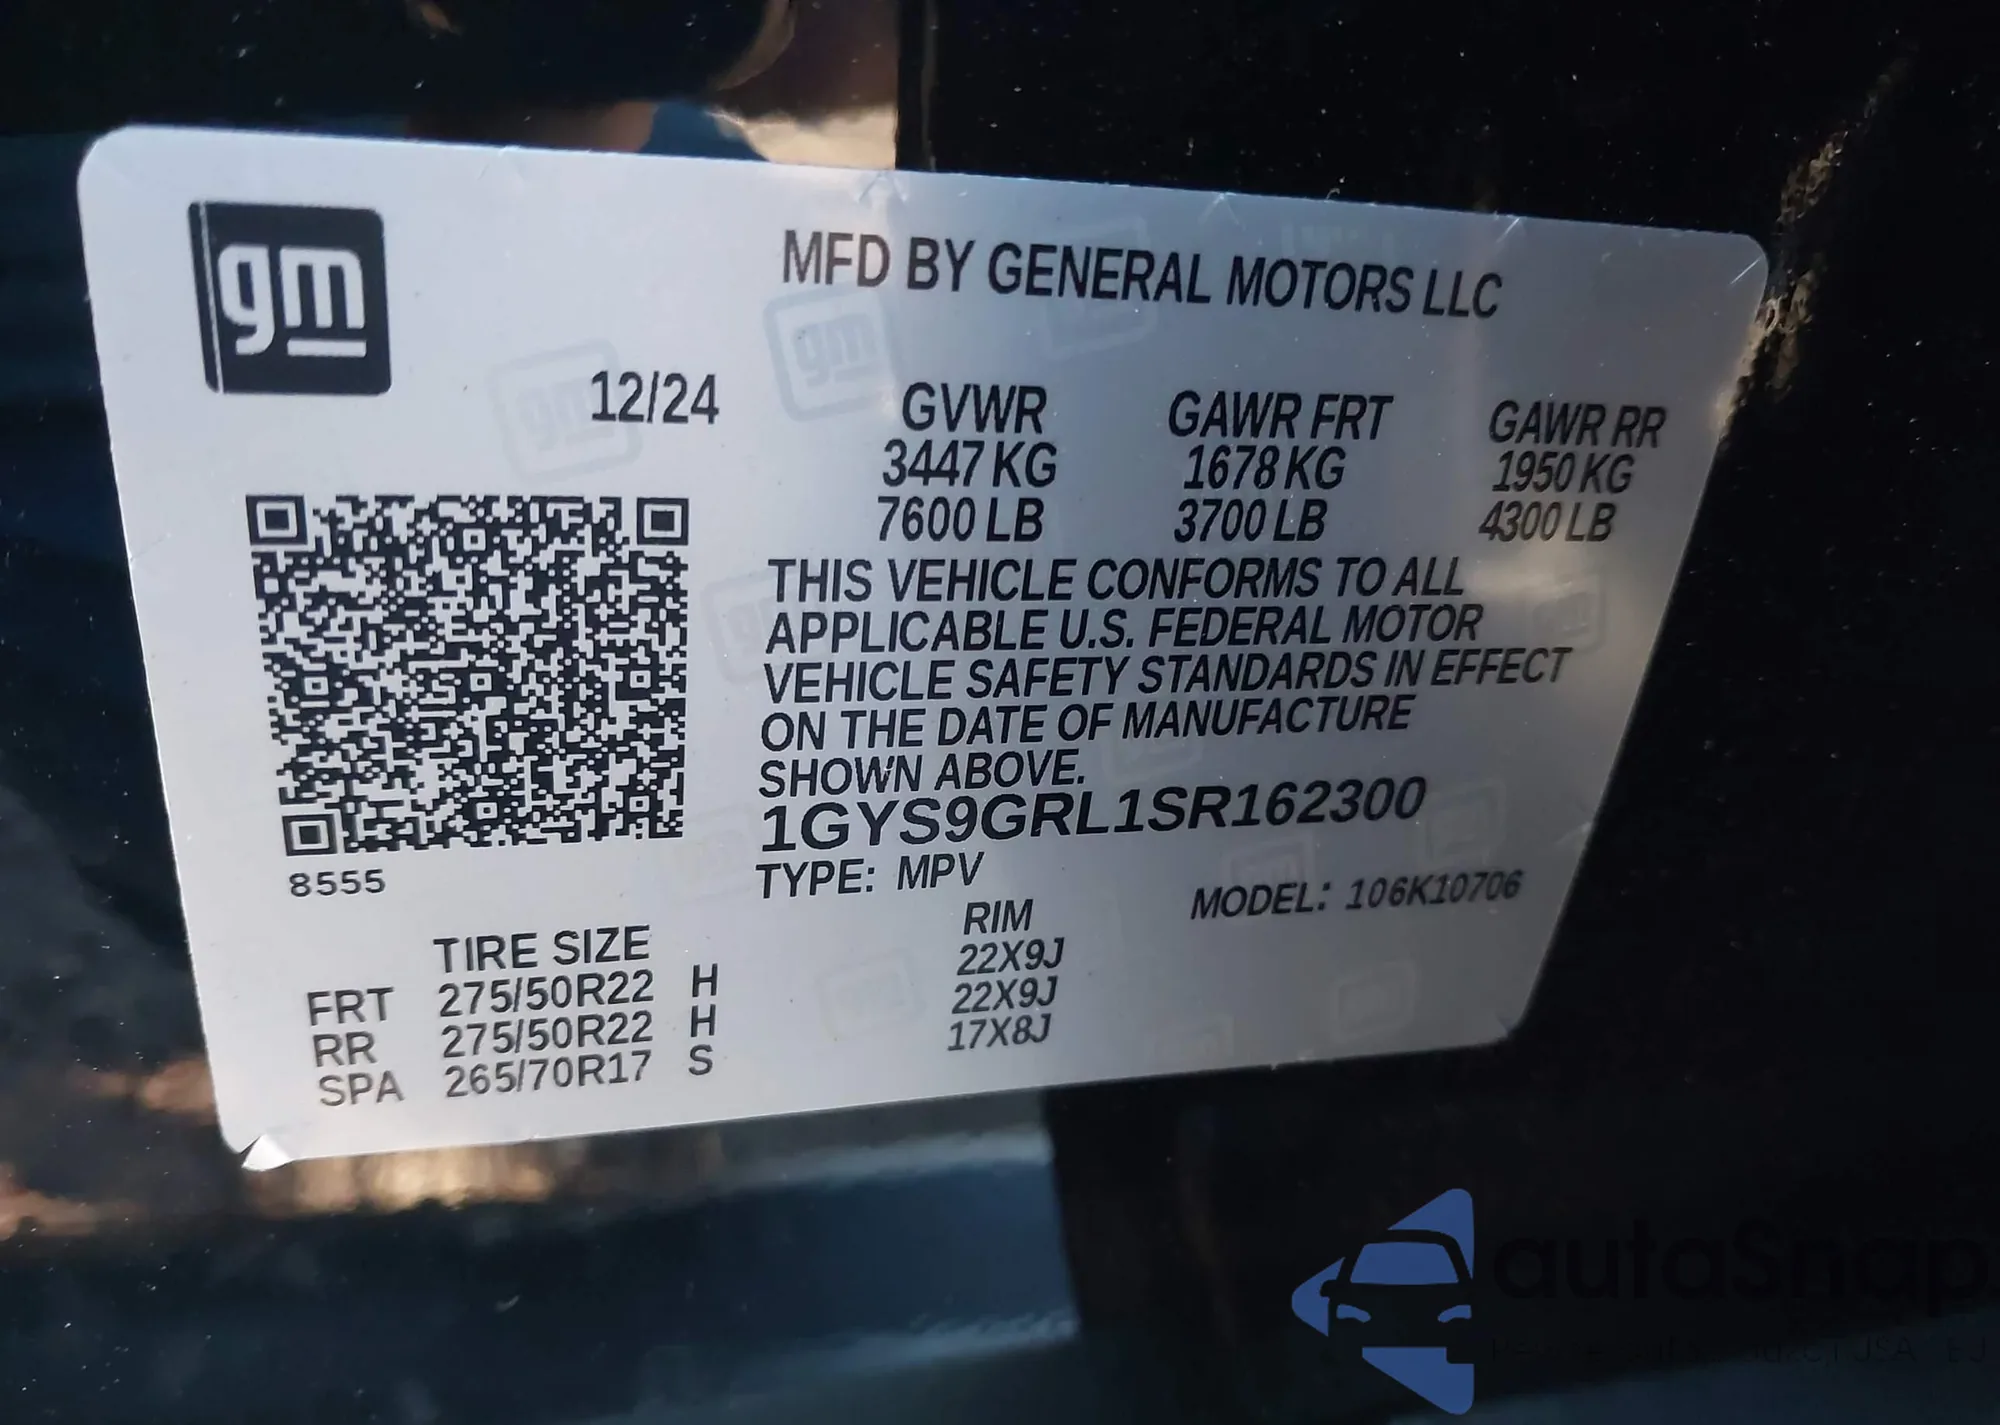 gm
MFD BY GENERAL MOTORS LLC
12/24
GVWR GAWR FRT GAWR RR
3447 KG 1678 KG 1950 KG
7600 LB 3700 LB 4300 LB
THIS VEHICLE CONFORMS TO ALL
APPLICABLE U.S. FEDERAL MOTOR
VEHICLE SAFETY STANDARDS IN EFFECT
ON THE DATE OF MANUFACTURE
SHOWN ABOVE.
1GYS9GRL1SR162300
8555
TYPE: MPV MODEL: 106K10706
TIRE SIZE RIM
FRT 275/50R22 H 22X9J
RR 275/50R22 H 22X9J
SPA 265/70R17 S 17X8J
autoSnap